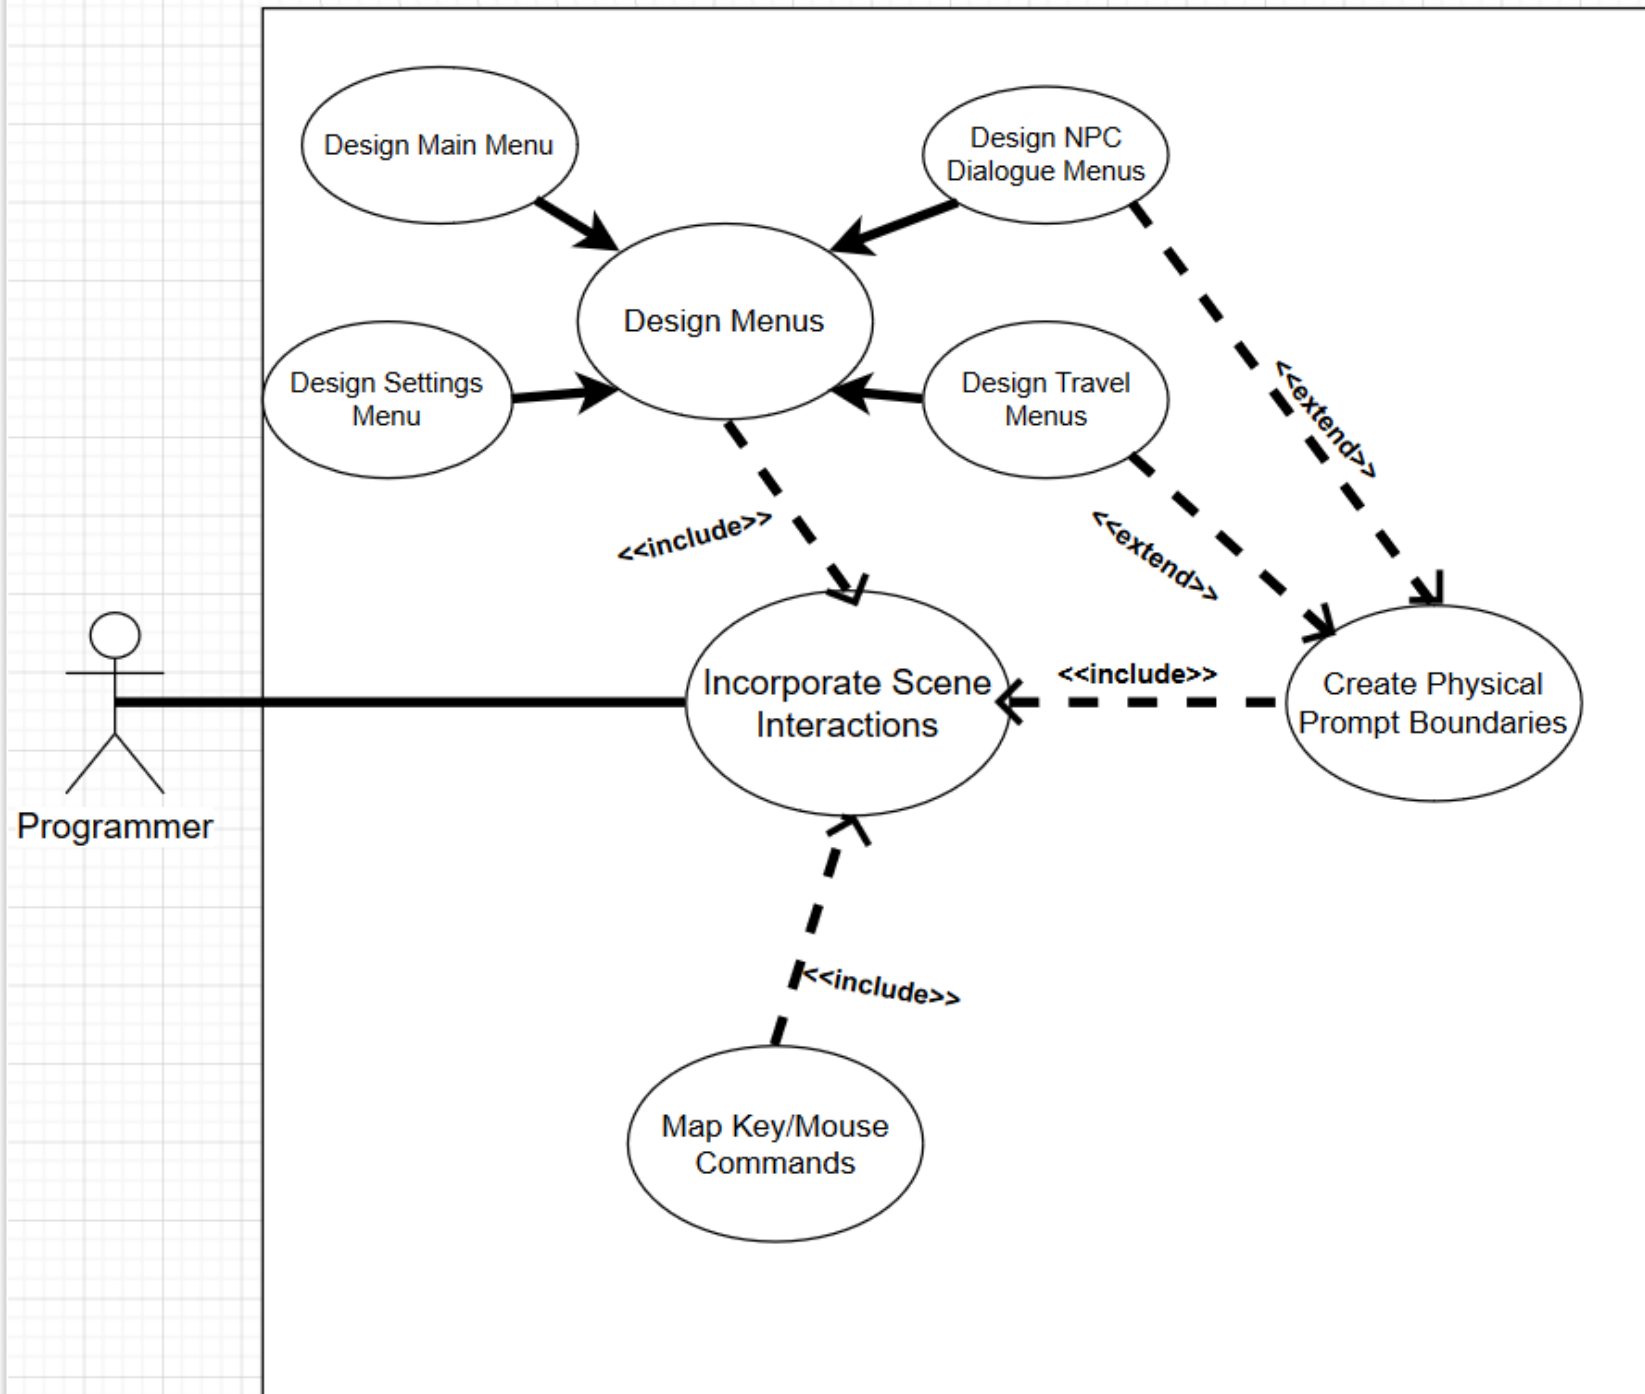 Design Main Menu
Design NPC
Dialogue Menus
Design Menus
Design Settings
Menu
Design Travel
Menus
<<extend>>
<<include>>
<<extend>>
Incorporate Scene
Interactions
<<include>>
Create Physical
Prompt Boundaries
Programmer
<<include>>
Map Key/Mouse
Commands